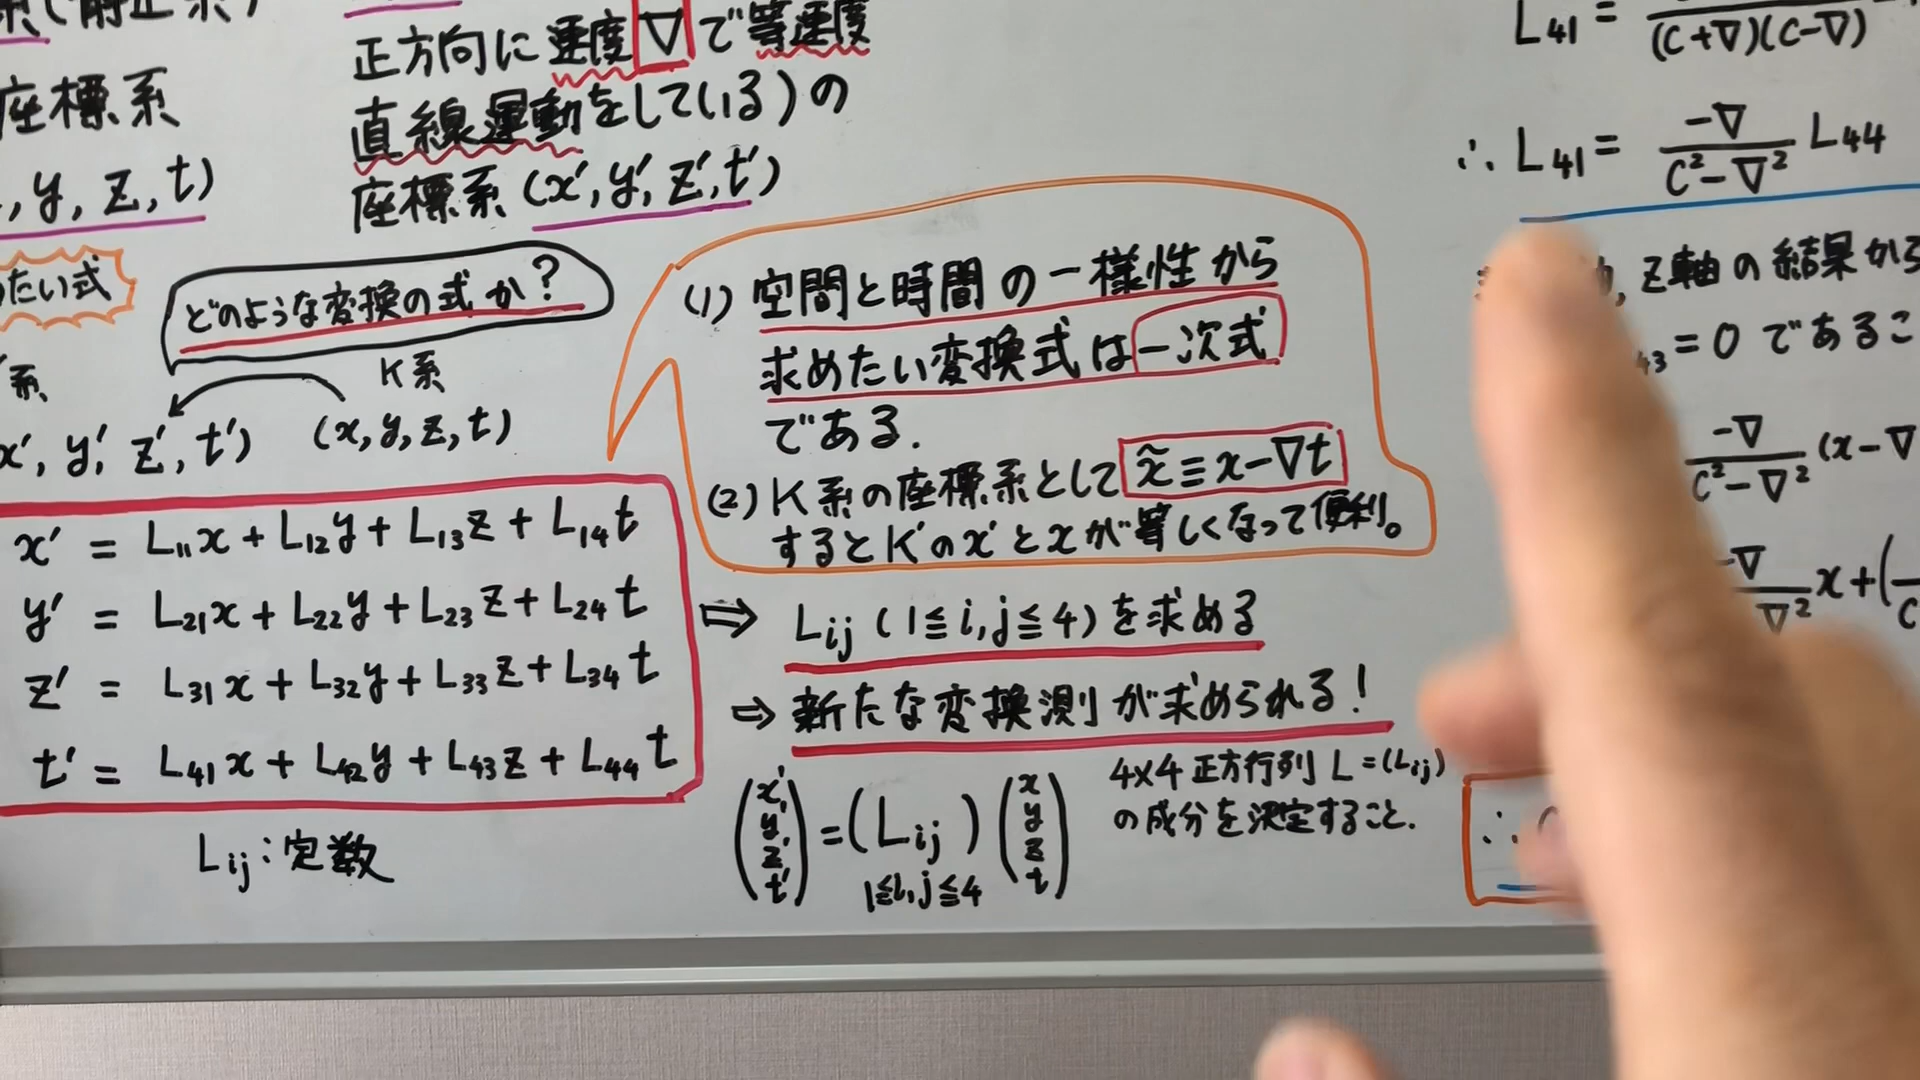 正方向に速度▽で等速度
直線運動をしている)の
座標系
座標系(x', y', z', t')
, y, z, t)
たい式
どのような変換の式か?
系
K系
x', y', z', t')
(x, y, z, t)
x' = L11x + L12y + L13z + L14t
y' = L21x + L22y + L23z + L24t
z' = L31x + L32y + L33z + L34t
t' = L41x + L42y + L43z + L44t
Lij:定数
(1) 空間と時間の一様性から
求めたい変換式は一次式
である.
(2) K系の座標系として x̃≡x-▽t
するとK'のx'とxが等しくなって便利。
⇒ Lij (1≦i,j≦4)を求める
⇒ 新たな変換測が求められる!
(x' y' z' t') = (Lij) (x y z t)
1≦i,j≦4
4×4正方行列 L=(Lij)
の成分を決定すること.
L41 =
(C+▽)(C-▽)
∴ L41 = -▽/(C²-▽²) L44
, z軸の結果から
43 = 0 であるこ
-▽/(C²-▽²) (x-▽
-▽
▽² x+(
C
∴